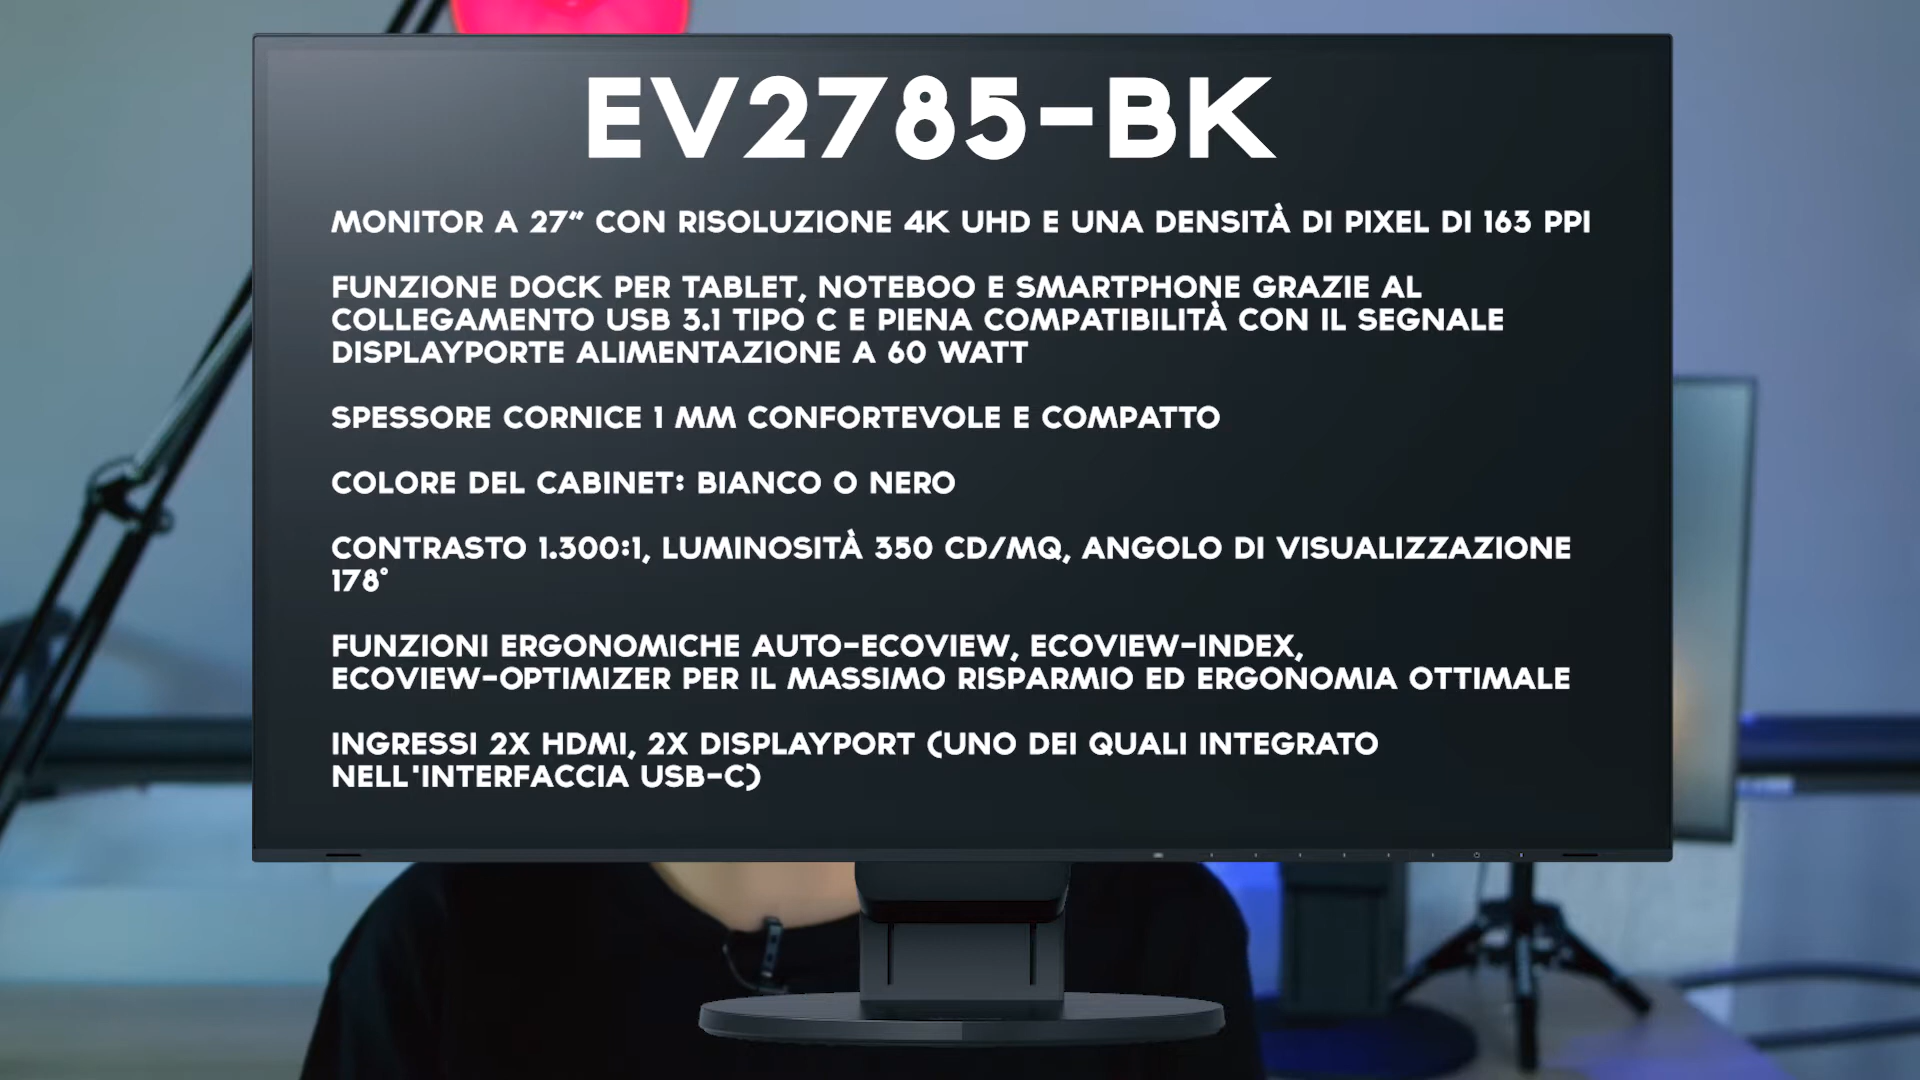 EV2785-BK
MONITOR A 27" CON RISOLUZIONE 4K UHD E UNA DENSITÀ DI PIXEL DI 163 PPI
FUNZIONE DOCK PER TABLET, NOTEBOO E SMARTPHONE GRAZIE AL
COLLEGAMENTO USB 3.1 TIPO C E PIENA COMPATIBILITÀ CON IL SEGNALE
DISPLAYPORTE ALIMENTAZIONE A 60 WATT
SPESSORE CORNICE 1 MM CONFORTEVOLE E COMPATTO
COLORE DEL CABINET: BIANCO O NERO
CONTRASTO 1.300:1, LUMINOSITÀ 350 CD/MQ, ANGOLO DI VISUALIZZAZIONE
178°
FUNZIONI ERGONOMICHE AUTO-ECOVIEW, ECOVIEW-INDEX,
ECOVIEW-OPTIMIZER PER IL MASSIMO RISPARMIO ED ERGONOMIA OTTIMALE
INGRESSI 2X HDMI, 2X DISPLAYPORT (UNO DEI QUALI INTEGRATO
NELL'INTERFACCIA USB-C)